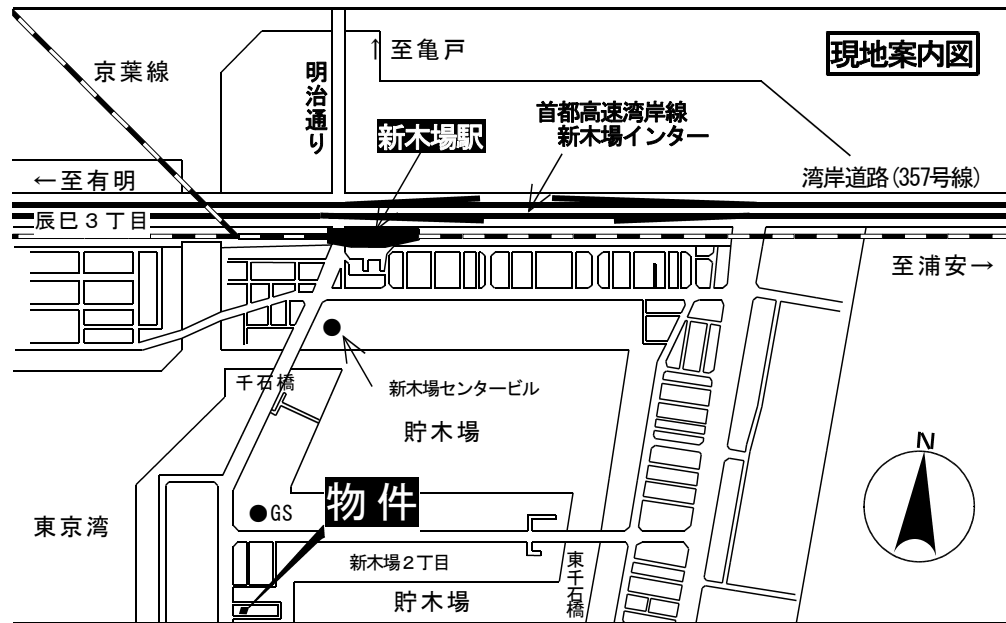 現地案内図
京葉線
明治通り
↑至亀戸
新木場駅
首都高速湾岸線
新木場インター
←至有明
湾岸道路(357号線)
辰巳3丁目
至浦安→
千石橋
新木場センタービル
貯木場
N
物件
GS
東京湾
新木場2丁目
東千石橋
貯木場